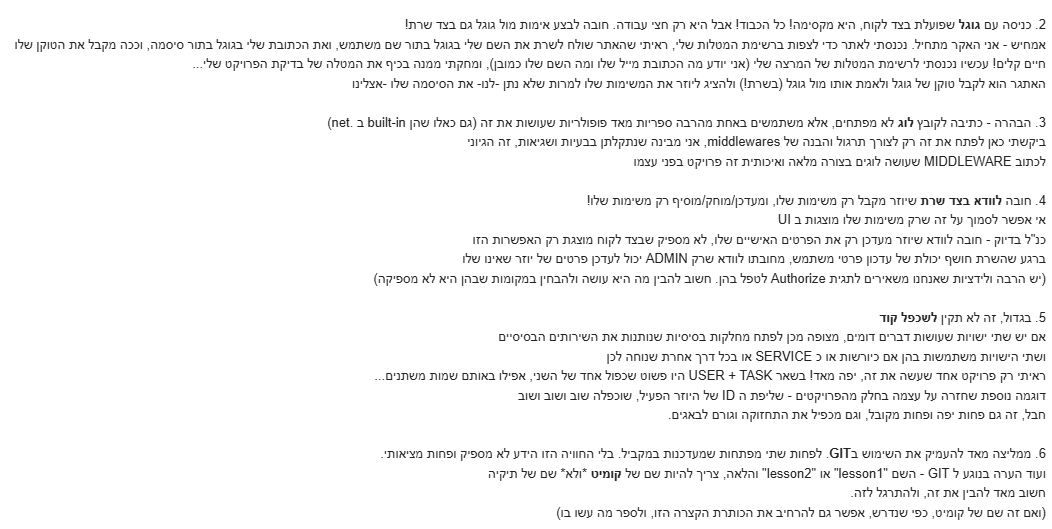 2. כניסה עם גוגל שפועלת בצד לקוח, היא מקסימה! כל הכבוד! אבל היא רק חצי עבודה. חובה לבצע אימות מול גוגל גם בצד שרת!
אמחיש - אני האקר מתחיל. נכנסתי לאתר כדי לצפות ברשימת המטלות שלי, ראיתי שהאתר שולח לשרת את השם שלי בגוגל בתור שם משתמש, ואת הכתובת שלי בגוגל בתור סיסמה, וככה מקבל את הטוקן שלו
חיים קלים! עכשיו נכנסתי לרשימת המטלות של המרצה שלי (אני יודע מה הכתובת מייל שלו ומה השם שלו כמובן), ומחקתי ממנה בכיף את המטלה של בדיקת הפרויקט שלי...
האתגר הוא לקבל טוקן של גוגל ולאמת אותו מול גוגל (בשרת!) ולהציג ליוזר את המשימות שלו למרות שלא נתן -לנו- את הסיסמה שלו -אצלינו
3. הבהרה - כתיבה לקובץ לוג לא מפתחים, אלא משתמשים באחת מהרבה ספריות מאד פופולריות שעושות את זה (גם כאלו שהן built-in ב .net)
ביקשתי כאן לפתח את זה רק לצורך תרגול והבנה של middlewares, אני מבינה שנתקלתן בבעיות ושגיאות, זה הגיוני
לכתוב MIDDLEWARE שעושה לוגים בצורה מלאה ואיכותית זה פרויקט בפני עצמו
4. חובה לוודא בצד שרת שיוזר מקבל רק משימות שלו, ומעדכן/מוחק/מוסיף רק משימות שלו!
אי אפשר לסמוך על זה שרק משימות שלו מוצגות ב UI
כנ"ל בדיוק - חובה לוודא שיוזר מעדכן רק את הפרטים האישיים שלו, לא מספיק שבצד לקוח מוצגת רק האפשרות הזו
ברגע שהשרת חושף יכולת של עדכון פרטי משתמש, מחובתו לוודא שרק ADMIN יכול לעדכן פרטים של יוזר שאינו שלו
(יש הרבה ולידציות שאנחנו משאירים לתגית Authorize לטפל בהן. חשוב להבין מה היא עושה ולהבחין במקומות שבהן היא לא מספיקה)
5. בגדול, זה לא תקין לשכפל קוד
אם יש שתי ישויות שעושות דברים דומים, מצופה מכן לפתח מחלקות בסיסיות שנותנות את השירותים הבסיסיים
ושתי הישויות משתמשות בהן אם כיורשות או כ SERVICE או בכל דרך אחרת שנוחה לכן
ראיתי רק פרויקט אחד שעשה את זה, יפה מאד! בשאר USER + TASK היו פשוט שכפול אחד של השני, אפילו באותם שמות משתנים...
דוגמה נוספת שחזרה על עצמה בחלק מהפרויקטים - שליפת ה ID של היוזר הפעיל, שוכפלה שוב ושוב ושוב
חבל, זה גם פחות יפה ופחות מקובל, וגם מכפיל את התחזוקה וגורם לבאגים.
6. ממליצה מאד להעמיק את השימוש בGIT. לפחות שתי מפתחות שמעדכנות במקביל. בלי החוויה הזו הידע לא מספיק ופחות מציאותי.
ועוד הערה בנוגע ל GIT - השם "lesson1" או "lesson2" והלאה, צריך להיות שם של קומיט *ולא* שם של תיקיה
חשוב מאד להבין את זה, ולהתרגל לזה.
(ואם זה שם של קומיט, כפי שנדרש, אפשר גם להרחיב את הכותרת הקצרה הזו, ולספר מה עשו בו)